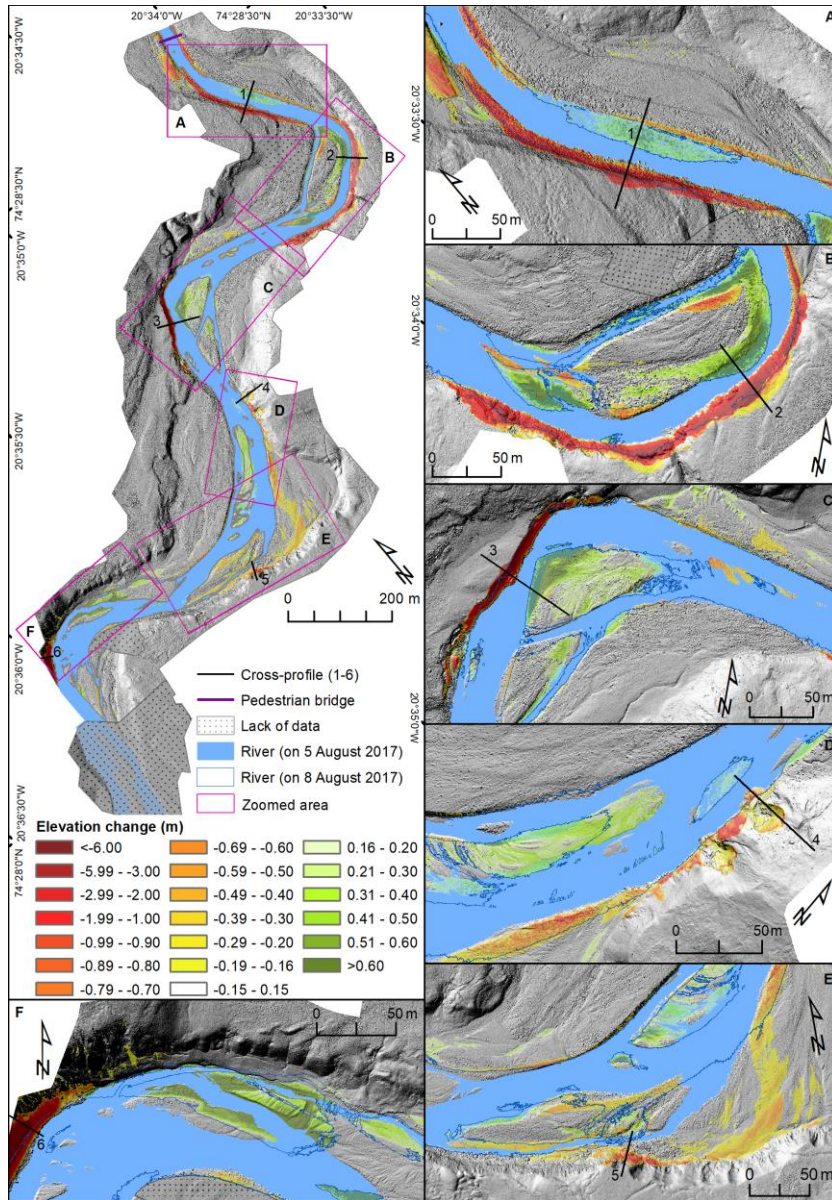 20°34'0"W
74°28'30"N
20°33'30"W
20°34'30"W
A
1
2
B
74°28'30"N
20°35'0"W
C
3
4
D
20°35'30"W
E
5
0 200 m
F
6
20°36'0"W
Cross-profile (1-6)
Pedestrian bridge
Lack of data
River (on 5 August 2017)
River (on 8 August 2017)
Zoomed area
20°36'30"W
74°28'0"N
Elevation change (m)
<-6.00
-5.99 - -3.00
-2.99 - -2.00
-1.99 - -1.00
-0.99 - -0.90
-0.89 - -0.80
-0.79 - -0.70
-0.69 - -0.60
-0.59 - -0.50
-0.49 - -0.40
-0.39 - -0.30
-0.29 - -0.20
-0.19 - -0.16
-0.15 - 0.15
0.16 - 0.20
0.21 - 0.30
0.31 - 0.40
0.41 - 0.50
0.51 - 0.60
>0.60
F
0 50 m
N
6
A
20°33'30"W
1
N
0 50 m
B
20°34'0"W
2
0 50 m
N
C
3
N
0 50 m
20°35'0"W
D
4
0 50 m
N
E
N
5
0 50 m